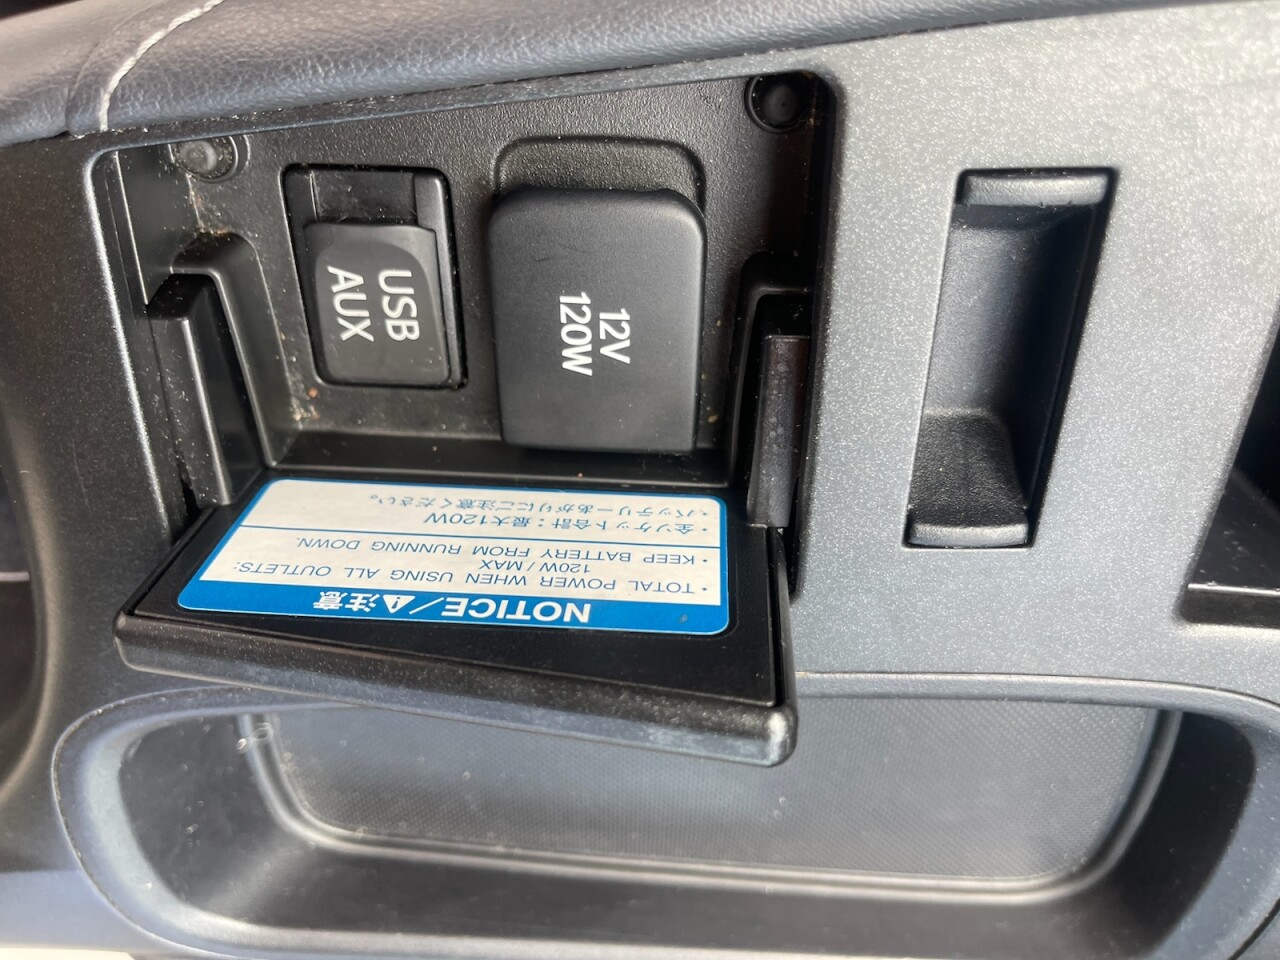 USB
AUX
12V
120W
NOTICE/注意
・TOTAL POWER WHEN USING ALL OUTLETS:
120W / MAX
・KEEP BATTERY FROM RUNNING DOWN.
・全ソケット合計：最大120W
・バッテリーあがりにご注意ください。